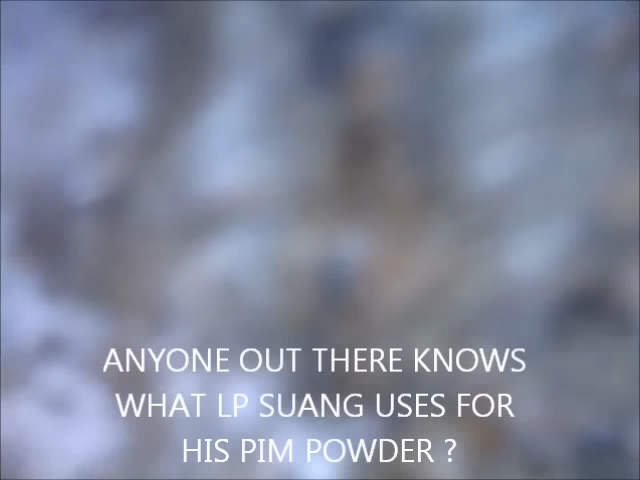 ANYONE OUT THERE KNOWS
WHAT LP SUANG USES FOR
HIS PIM POWDER ?